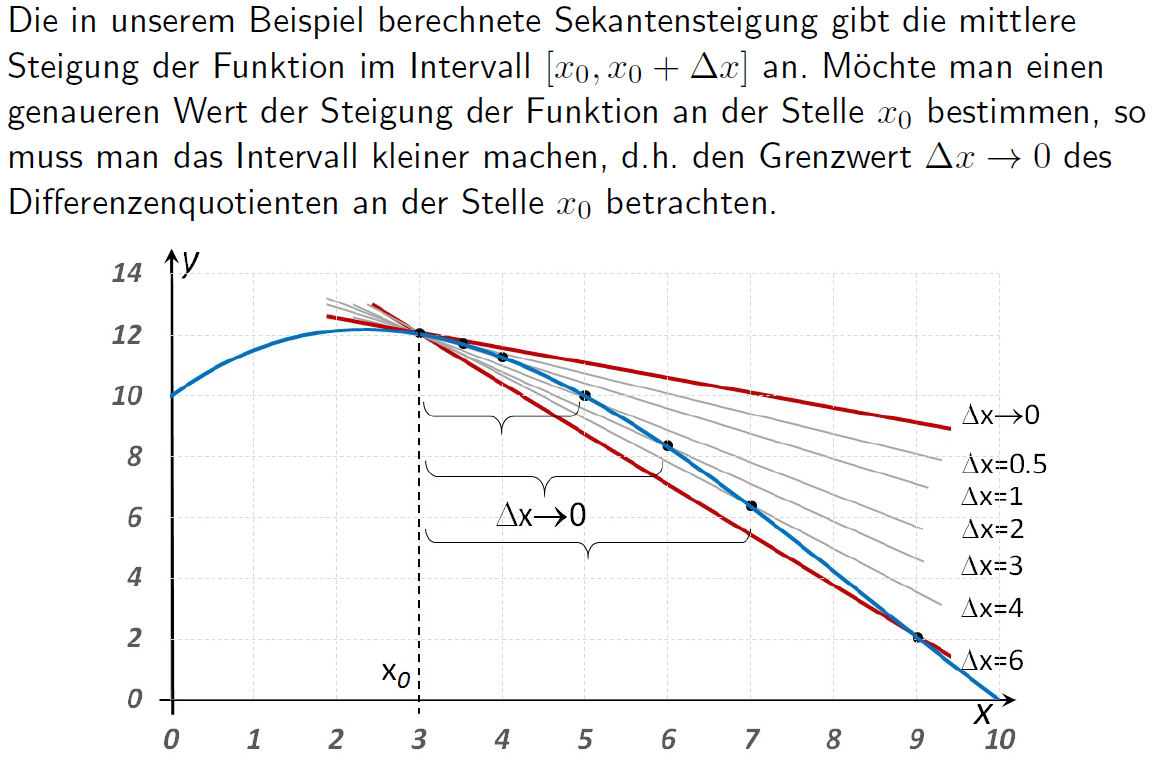 Die in unserem Beispiel berechnete Sekantensteigung gibt die mittlere
Steigung der Funktion im Intervall [x₀, x₀ + Δx] an. Möchte man einen
genaueren Wert der Steigung der Funktion an der Stelle x₀ bestimmen, so
muss man das Intervall kleiner machen, d.h. den Grenzwert Δx → 0 des
Differenzenquotienten an der Stelle x₀ betrachten.
y
14
12
10
8
6
4
2
0
Δx→0
Δx=0.5
Δx=1
Δx=2
Δx=3
Δx=4
Δx=6
Δx→0
x₀
x
0 1 2 3 4 5 6 7 8 9 10